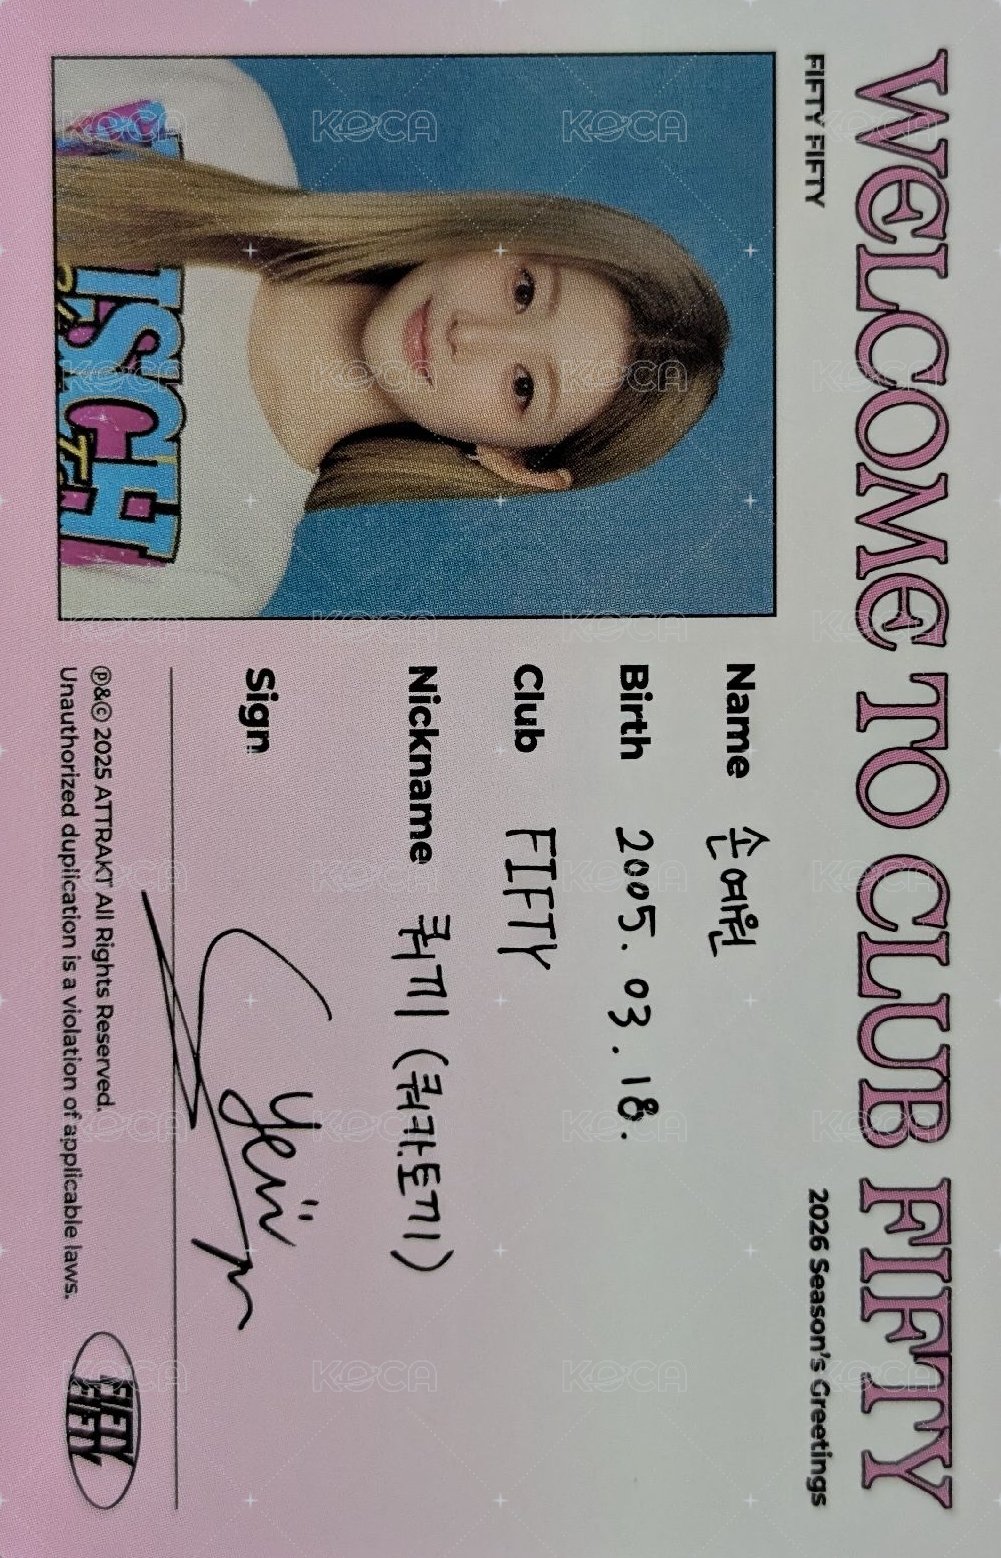 WELCOME TO CLUB FIFTY
FIFTY FIFTY
2026 Season's Greetings
Name 손예원
Birth 2005. 03. 18.
Club FIFTY
Nickname 쿼끼 (쿼카토끼)
Sign
Yewon
℗&© 2025 ATTRAKT All Rights Reserved.
Unauthorized duplication is a violation of applicable laws.
FIFTY
FIFTY
KOCA